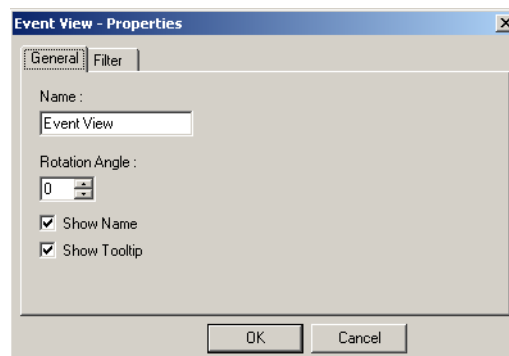 Event View - Properties
General Filter
Name :
Event View
Rotation Angle :
0
Show Name
Show Tooltip
OK Cancel